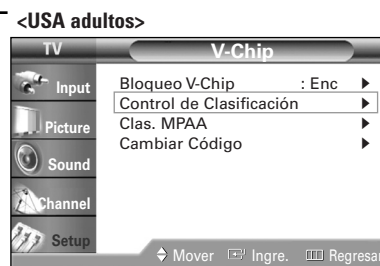 <USA adultos>
TV
V-Chip
Input
Bloqueo V-Chip : Enc
Picture
Control de Clasificación
Clas. MPAA
Cambiar Código
Sound
Channel
Setup
Mover Ingre. Regresar